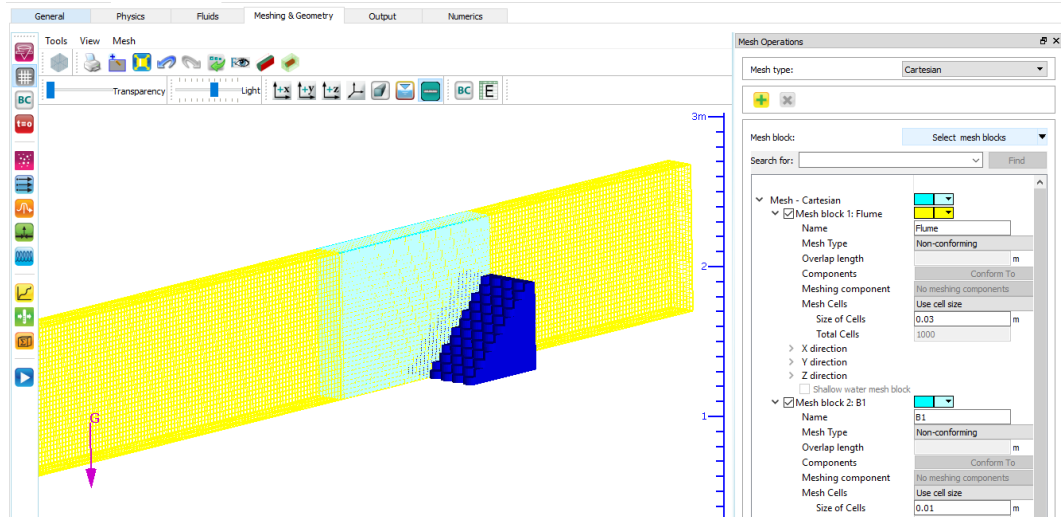 General Physics Fluids Meshing & Geometry Output Numerics
Tools View Mesh
Transparency Light +x +y +z BC E
BC
t=0
3m
2
1
G
Mesh Operations
Mesh type: Cartesian
Mesh block: Select mesh blocks
Search for: Find
Mesh - Cartesian
Mesh block 1: Flume
Name Flume
Mesh Type Non-conforming
Overlap length m
Components Conform To
Meshing component No meshing components
Mesh Cells Use cell size
Size of Cells 0.03 m
Total Cells 1000
X direction
Y direction
Z direction
Shallow water mesh block
Mesh block 2: B1
Name B1
Mesh Type Non-conforming
Overlap length m
Components Conform To
Meshing component No meshing components
Mesh Cells Use cell size
Size of Cells 0.01 m